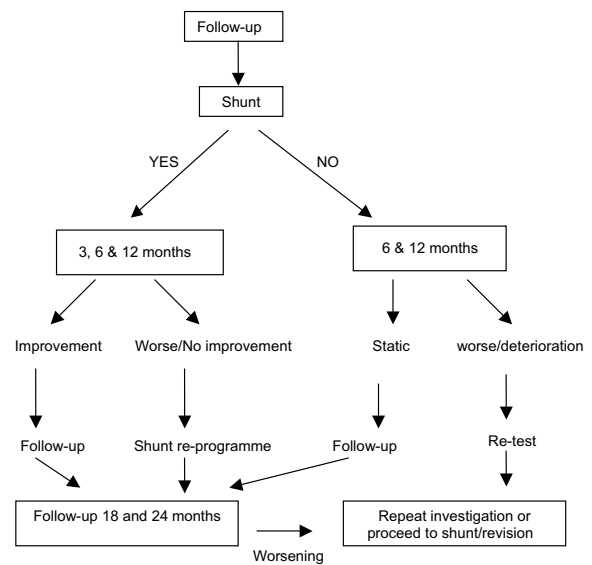 Follow-up
Shunt
YES
NO
3, 6 & 12 months
6 & 12 months
Improvement
Worse/No improvement
Static
worse/deterioration
Follow-up
Shunt re-programme
Follow-up
Re-test
Follow-up 18 and 24 months
Worsening
Repeat investigation or
proceed to shunt/revision